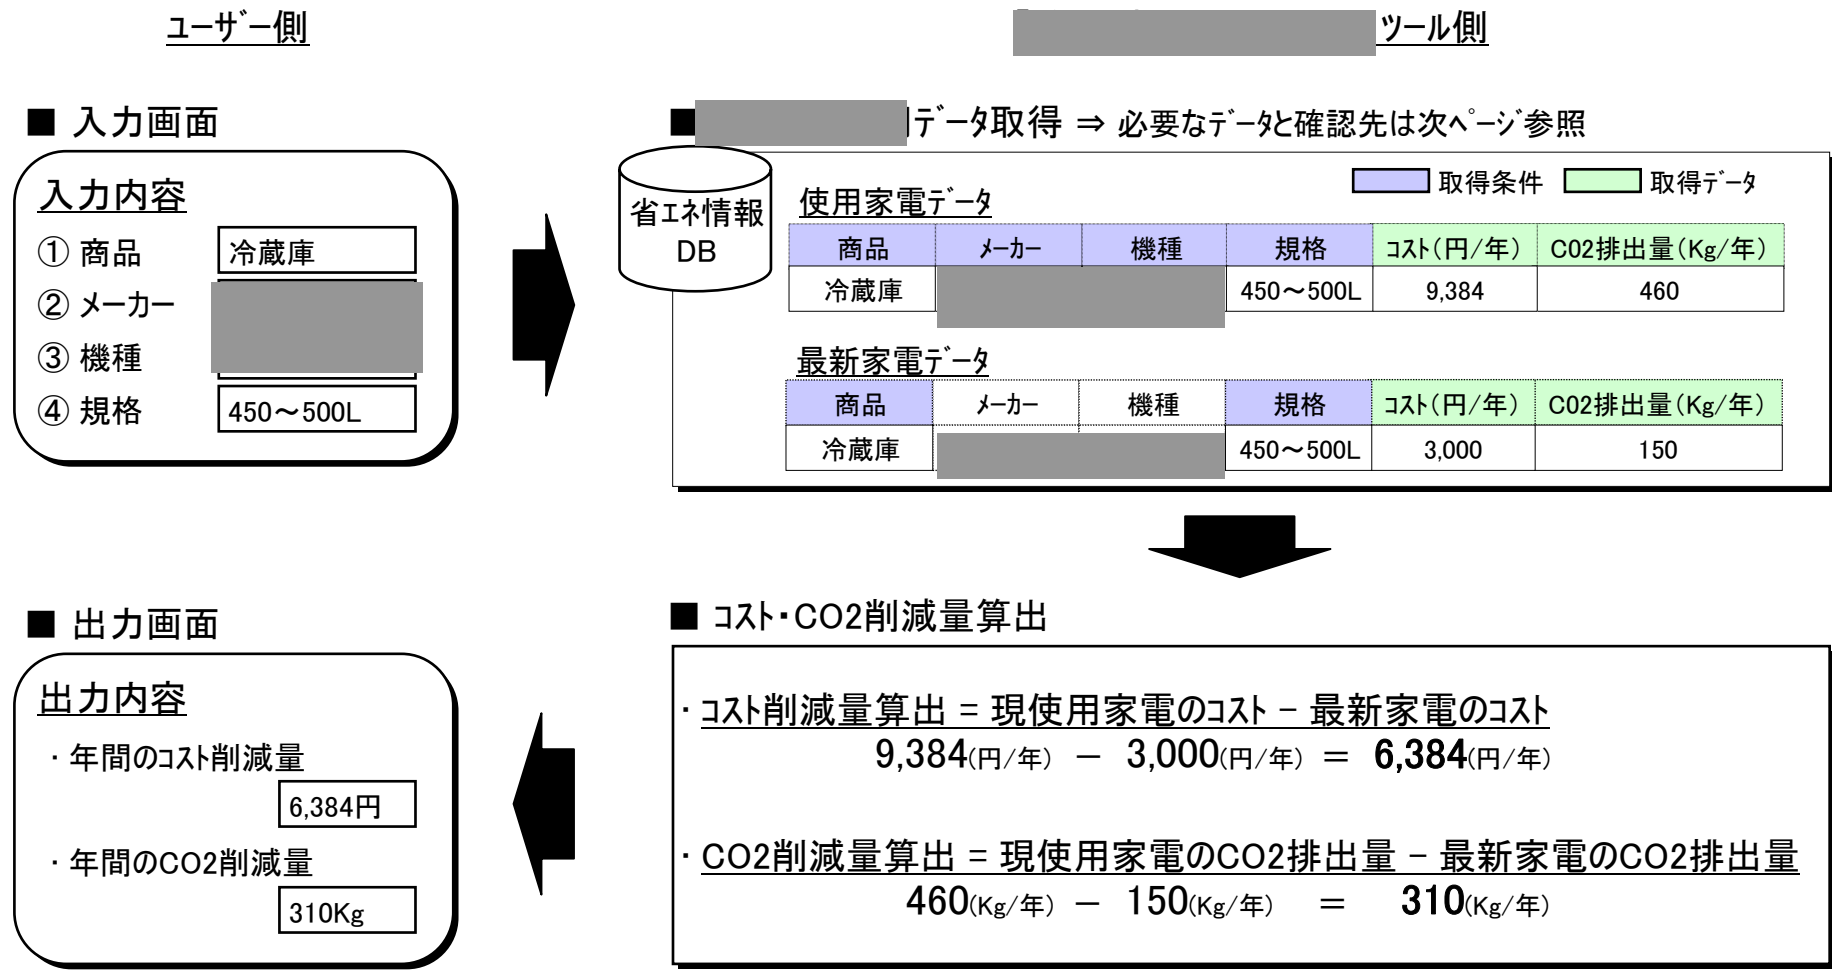 ユーザー側
ツール側
■ 入力画面
入力内容
① 商品 冷蔵庫
② メーカー
③ 機種
④ 規格 450～500L
■ データ取得 ⇒ 必要なデータと確認先は次ページ参照
省エネ情報
DB
取得条件 取得データ
使用家電データ
商品 メーカー 機種 規格 コスト（円/年） CO2排出量（Kg/年）
冷蔵庫 450～500L 9,384 460
最新家電データ
商品 メーカー 機種 規格 コスト（円/年） CO2排出量（Kg/年）
冷蔵庫 450～500L 3,000 150
■ コスト・CO2削減量算出
・コスト削減量算出 = 現使用家電のコスト − 最新家電のコスト
9,384(円/年) － 3,000(円/年) ＝ 6,384(円/年)
・CO2削減量算出 = 現使用家電のCO2排出量 − 最新家電のCO2排出量
460(Kg/年) － 150(Kg/年) ＝ 310(Kg/年)
■ 出力画面
出力内容
・年間のコスト削減量
6,384円
・年間のCO2削減量
310Kg